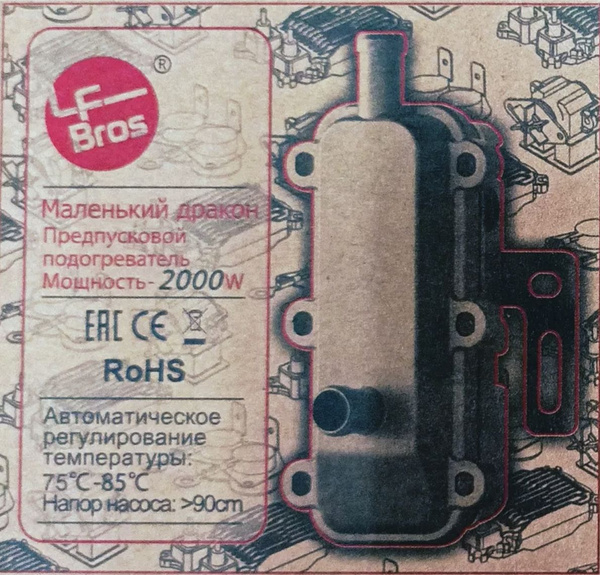 LF
Bros
®
Маленький дракон
Предпусковой
подогреватель
Мощность- 2000W
EAC CE
RoHS
Автоматическое
регулирование
температуры:
75℃-85℃
Напор насоса: >90cm